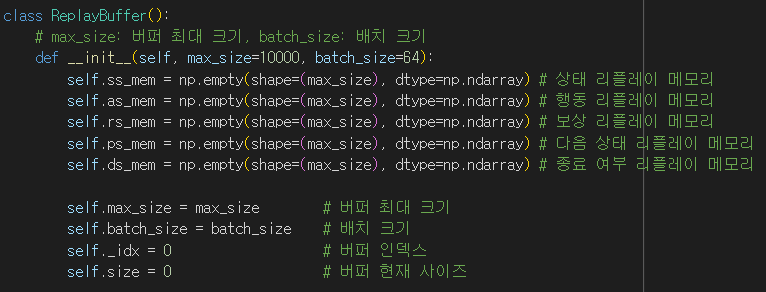 class ReplayBuffer():
    # max_size: 버퍼 최대 크기, batch_size: 배치 크기
    def __init__(self, max_size=10000, batch_size=64):
        self.ss_mem = np.empty(shape=(max_size), dtype=np.ndarray) # 상태 리플레이 메모리
        self.as_mem = np.empty(shape=(max_size), dtype=np.ndarray) # 행동 리플레이 메모리
        self.rs_mem = np.empty(shape=(max_size), dtype=np.ndarray) # 보상 리플레이 메모리
        self.ps_mem = np.empty(shape=(max_size), dtype=np.ndarray) # 다음 상태 리플레이 메모리
        self.ds_mem = np.empty(shape=(max_size), dtype=np.ndarray) # 종료 여부 리플레이 메모리
        self.max_size = max_size        # 버퍼 최대 크기
        self.batch_size = batch_size    # 배치 크기
        self._idx = 0                   # 버퍼 인덱스
        self.size = 0                   # 버퍼 현재 사이즈